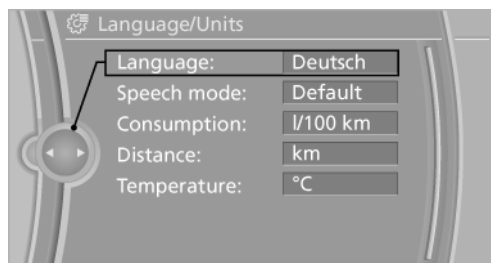 Language/Units
Language: Deutsch
Speech mode: Default
Consumption: l/100 km
Distance: km
Temperature: °C